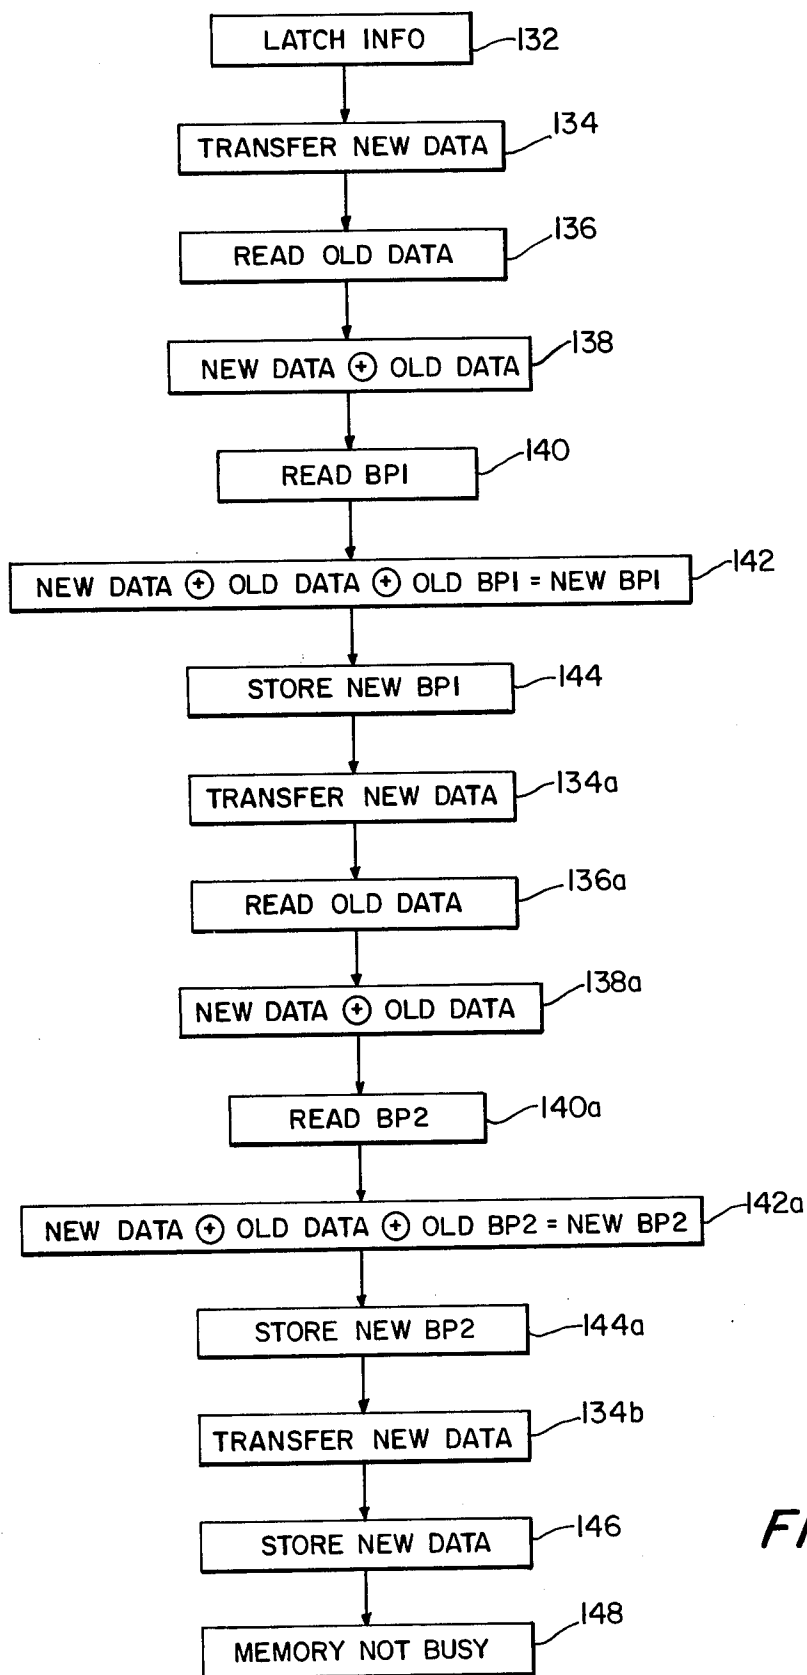 LATCH INFO 132
TRANSFER NEW DATA 134
READ OLD DATA 136
NEW DATA ⊕ OLD DATA 138
READ BP1 140
NEW DATA ⊕ OLD DATA ⊕ OLD BP1 = NEW BP1 142
STORE NEW BP1 144
TRANSFER NEW DATA 134a
READ OLD DATA 136a
NEW DATA ⊕ OLD DATA 138a
READ BP2 140a
NEW DATA ⊕ OLD DATA ⊕ OLD BP2 = NEW BP2 142a
STORE NEW BP2 144a
TRANSFER NEW DATA 134b
STORE NEW DATA 146
MEMORY NOT BUSY 148